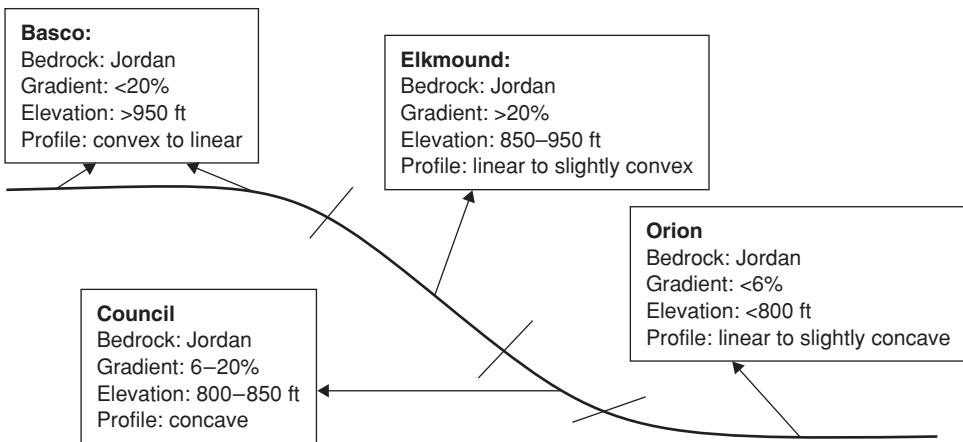 Basco:
Bedrock: Jordan
Gradient: <20%
Elevation: >950 ft
Profile: convex to linear
Elkmound:
Bedrock: Jordan
Gradient: >20%
Elevation: 850–950 ft
Profile: linear to slightly convex
Orion
Bedrock: Jordan
Gradient: <6%
Elevation: <800 ft
Profile: linear to slightly concave
Council
Bedrock: Jordan
Gradient: 6–20%
Elevation: 800–850 ft
Profile: concave